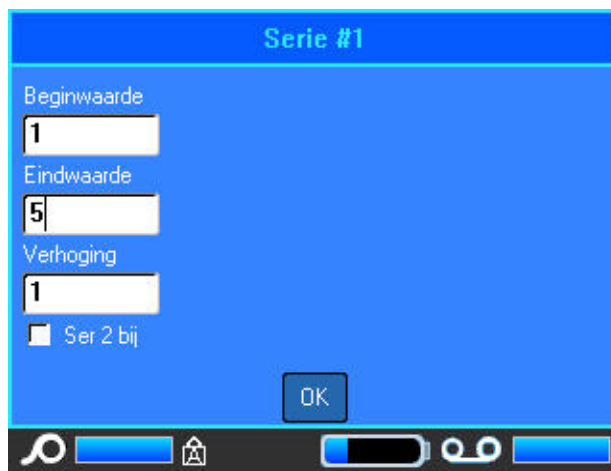 Serie #1
Beginwaarde
1
Eindwaarde
5
Verhoging
1
Ser 2 bij
OK
A